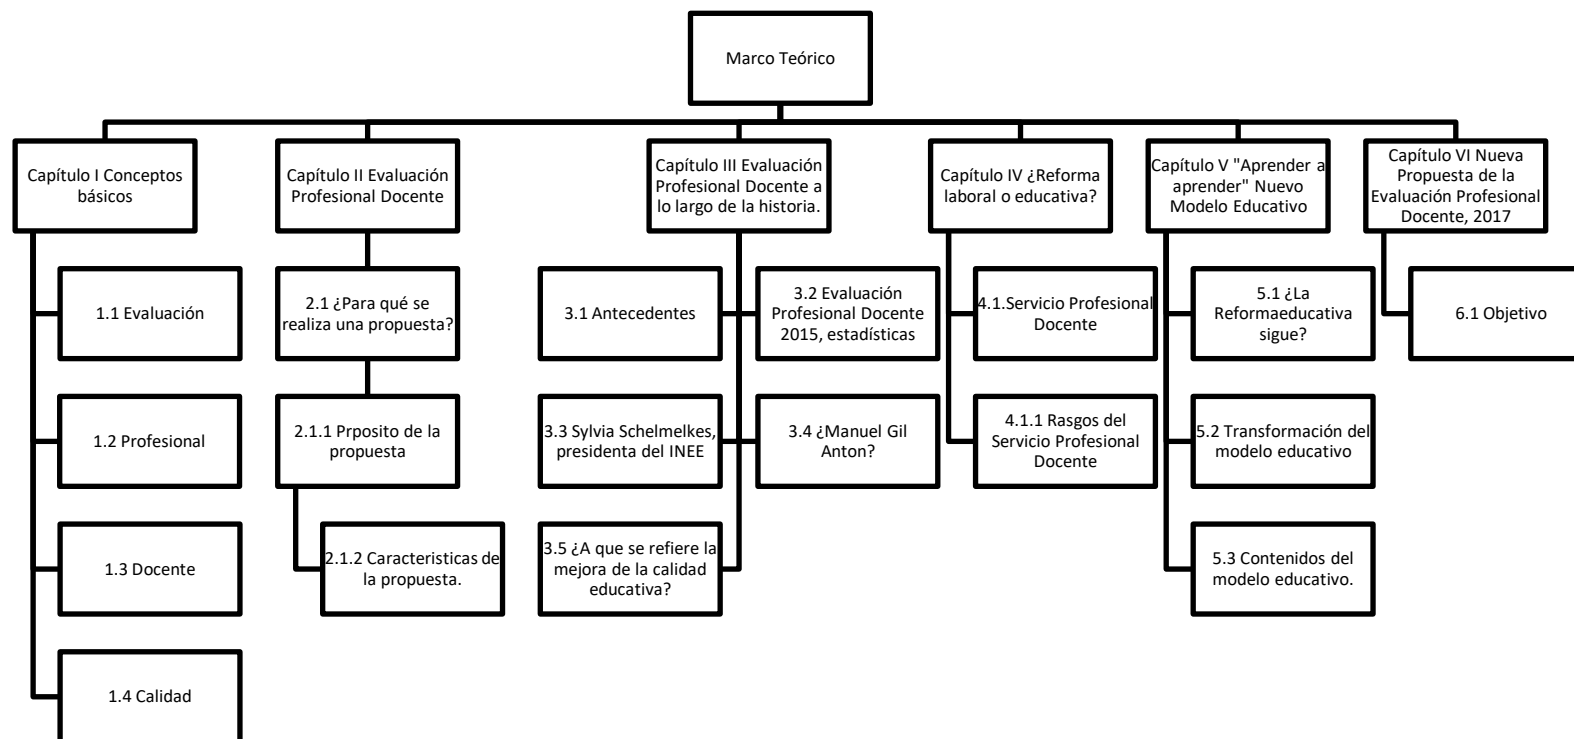 Marco Teórico
Capítulo I Conceptos
básicos
1.1 Evaluación
1.2 Profesional
1.3 Docente
1.4 Calidad
Capítulo II Evaluación
Profesional Docente
2.1 ¿Para qué se
realiza una propuesta?
2.1.1 Prposito de la
propuesta
2.1.2 Caracteristicas de
la propuesta.
Capítulo III Evaluación
Profesional Docente a
lo largo de la historia.
3.1 Antecedentes
3.2 Evaluación
Profesional Docente
2015, estadísticas
3.3 Sylvia Schelmelkes,
presidenta del INEE
3.4 ¿Manuel Gil
Anton?
3.5 ¿A que se refiere la
mejora de la calidad
educativa?
Capítulo IV ¿Reforma
laboral o educativa?
4.1.Servicio Profesional
Docente
4.1.1 Rasgos del
Servicio Profesional
Docente
Capítulo V "Aprender a
aprender" Nuevo
Modelo Educativo
5.1 ¿La
Reformaeducativa
sigue?
5.2 Transformación del
modelo educativo
5.3 Contenidos del
modelo educativo.
Capítulo VI Nueva
Propuesta de la
Evaluación Profesional
Docente, 2017
6.1 Objetivo